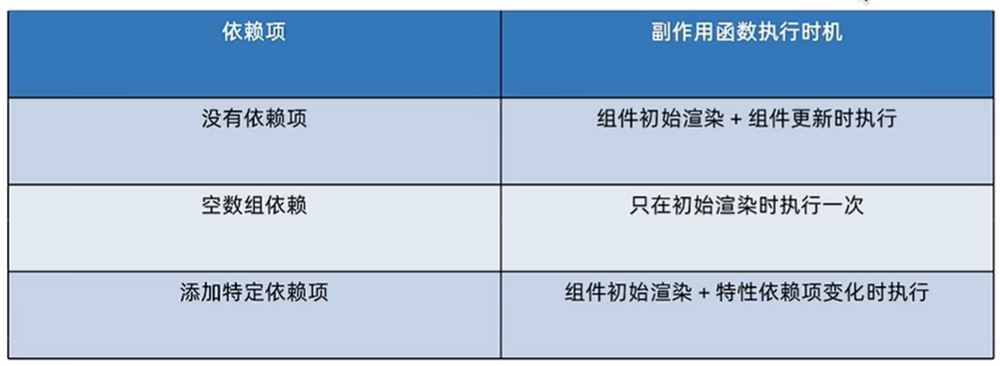 依赖项
副作用函数执行时机
没有依赖项
组件初始渲染 + 组件更新时执行
空数组依赖
只在初始渲染时执行一次
添加特定依赖项
组件初始渲染 + 特性依赖项变化时执行